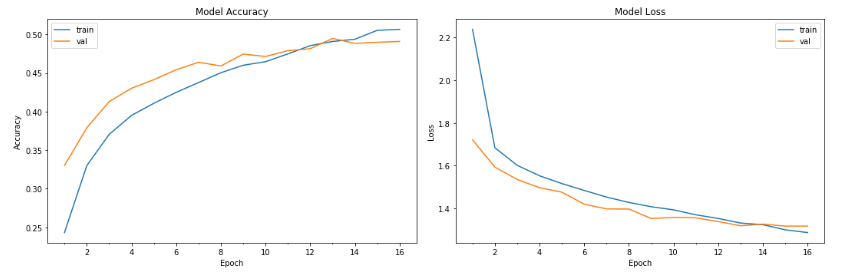 Model Accuracy
train
val
0.50
0.45
0.40
0.35
0.30
0.25
Accuracy
2 4 6 8 10 12 14 16
Epoch
Model Loss
train
val
2.2
2.0
1.8
1.6
1.4
Loss
2 4 6 8 10 12 14 16
Epoch